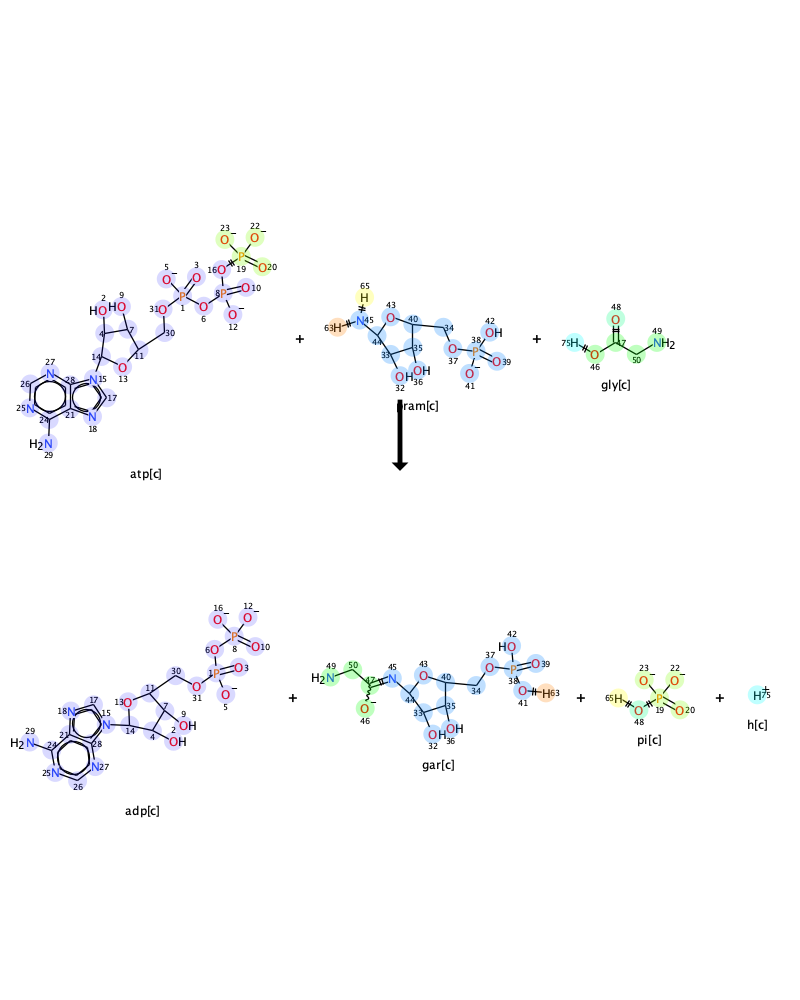 23 O − 22 O −
5 O − 3 O 16 O P 19 O 20
2 HO 9 HO 31 O P 1 O 6 8 P O 10 O − 12
4 7 30
14 11 O 13
27 N 28 N 15
26 17
25 N 24 21 N 18
H2N 29
atp[c]
+
65 H
63 H N 45 43 O 40 34 42 OH
44 33 35 O 37 38 P O 39
OH 32 OH 36 O − 41
pram[c]
+
48 O 49 NH2
75 H O 46 47 50
gly[c]
16 O − 12 O −
6 O P 8 O 10
30 1 P O 3
11 O 31 O − 5
13 O 7 9 OH
14 4 2 OH
17 18 N 15 N
29 H2N 24 21 28
25 N N 27
26
adp[c]
+
49 H2N 50 47 45 N 43 O 40 34 37 O 42 HO 38 P O 39
O − 46 44 33 35 O 41 H 63
OH 32 OH 36
gar[c]
+
23 O − 22 O −
65 H O 48 P 19 O 20
pi[c]
+
H + 75
h[c]